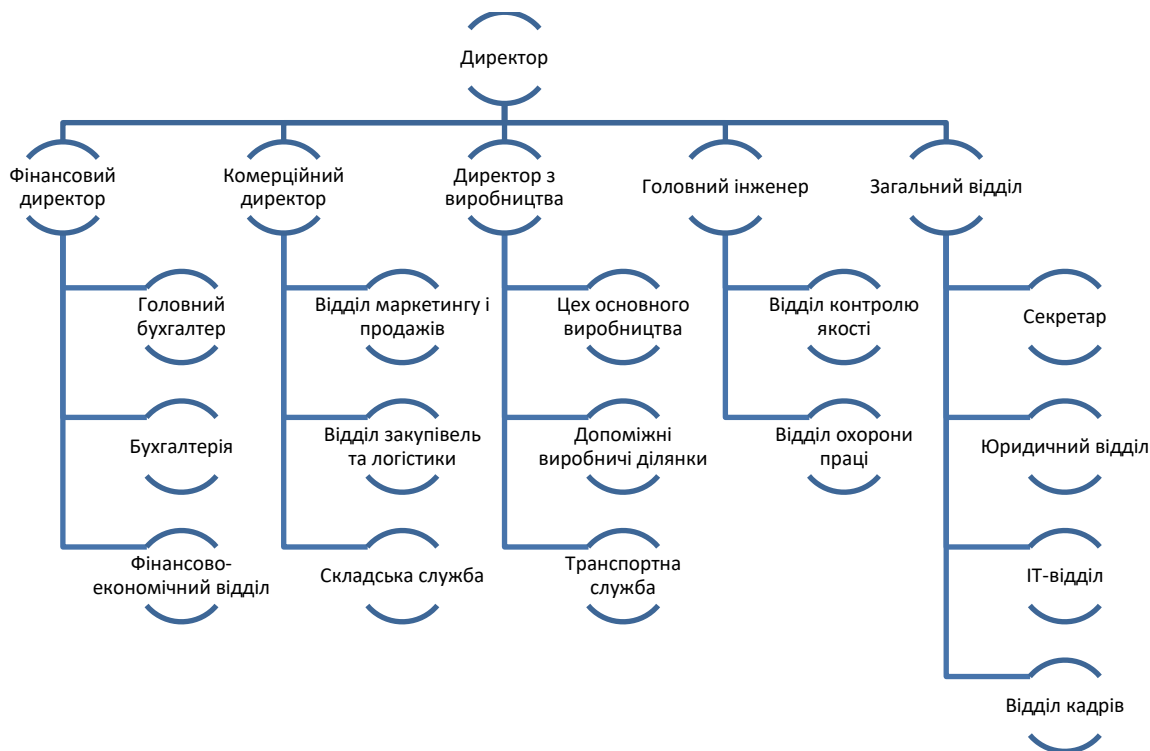 Директор
Фінансовий
директор
Комерційний
директор
Директор з
виробництва
Головний інженер
Загальний відділ
Головний
бухгалтер
Відділ маркетингу і
продажів
Цех основного
виробництва
Відділ контролю
якості
Секретар
Бухгалтерія
Відділ закупівель
та логістики
Допоміжні
виробничі ділянки
Відділ охорони
праці
Юридичний відділ
Фінансово-
економічний відділ
Складська служба
Транспортна
служба
ІТ-відділ
Відділ кадрів